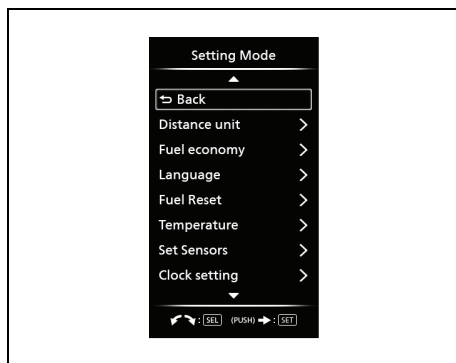 Setting Mode
Back
Distance unit
Fuel economy
Language
Fuel Reset
Temperature
Set Sensors
Clock setting
: SEL (PUSH) : SET